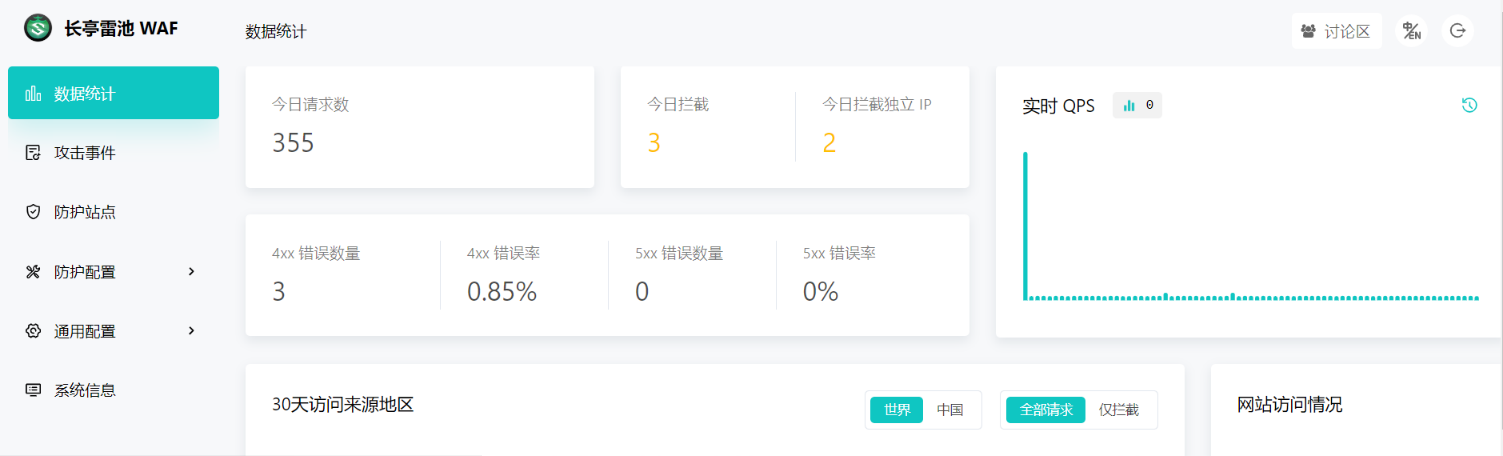 长亭雷池 WAF
数据统计
讨论区
中/EN
数据统计
攻击事件
防护站点
防护配置
通用配置
系统信息
今日请求数
355
今日拦截
3
今日拦截独立 IP
2
实时 QPS
0
4xx 错误数量
3
4xx 错误率
0.85%
5xx 错误数量
0
5xx 错误率
0%
30天访问来源地区
世界
中国
全部请求
仅拦截
网站访问情况